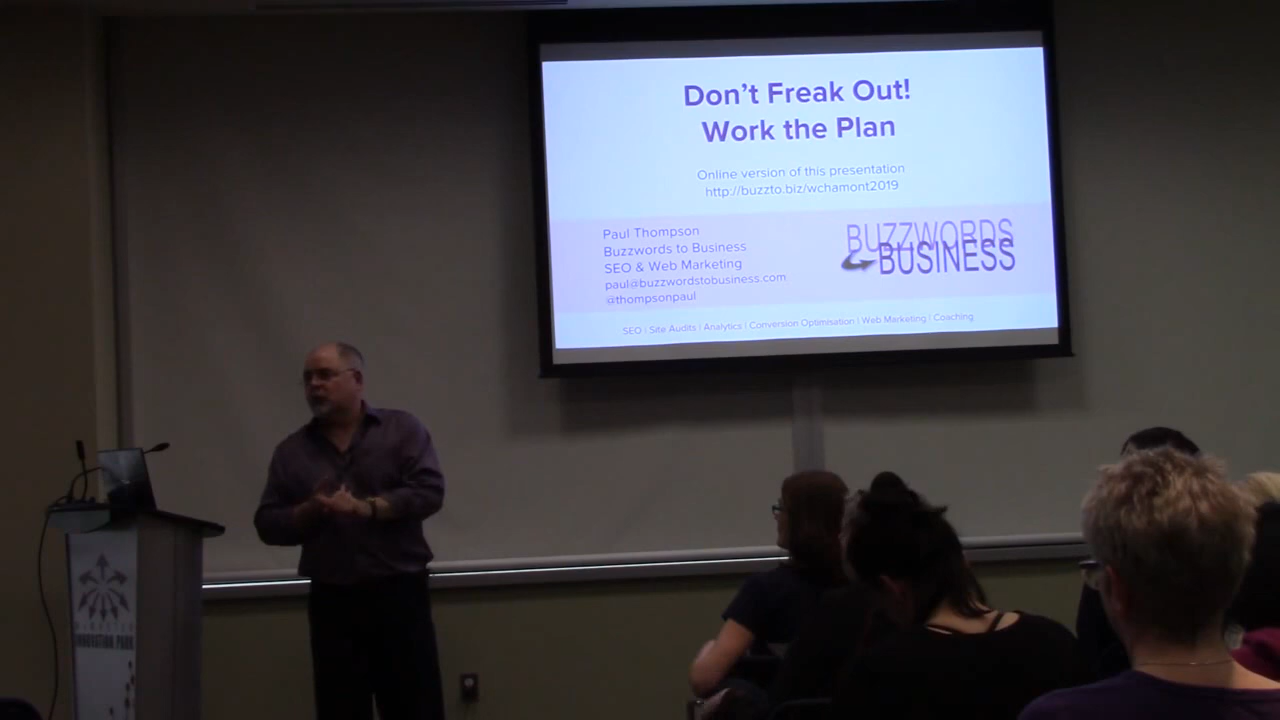 Don't Freak Out!
Work the Plan
Online version of this presentation
http://buzzto.biz/wchamont2019
Paul Thompson
Buzzwords to Business
SEO & Web Marketing
paul@buzzwordstobusiness.com
@thompsonpaul
BUZZWORDS
BUSINESS
SEO | Site Audits | Analytics | Conversion Optimisation | Web Marketing | Coaching
INNOVATION PARK